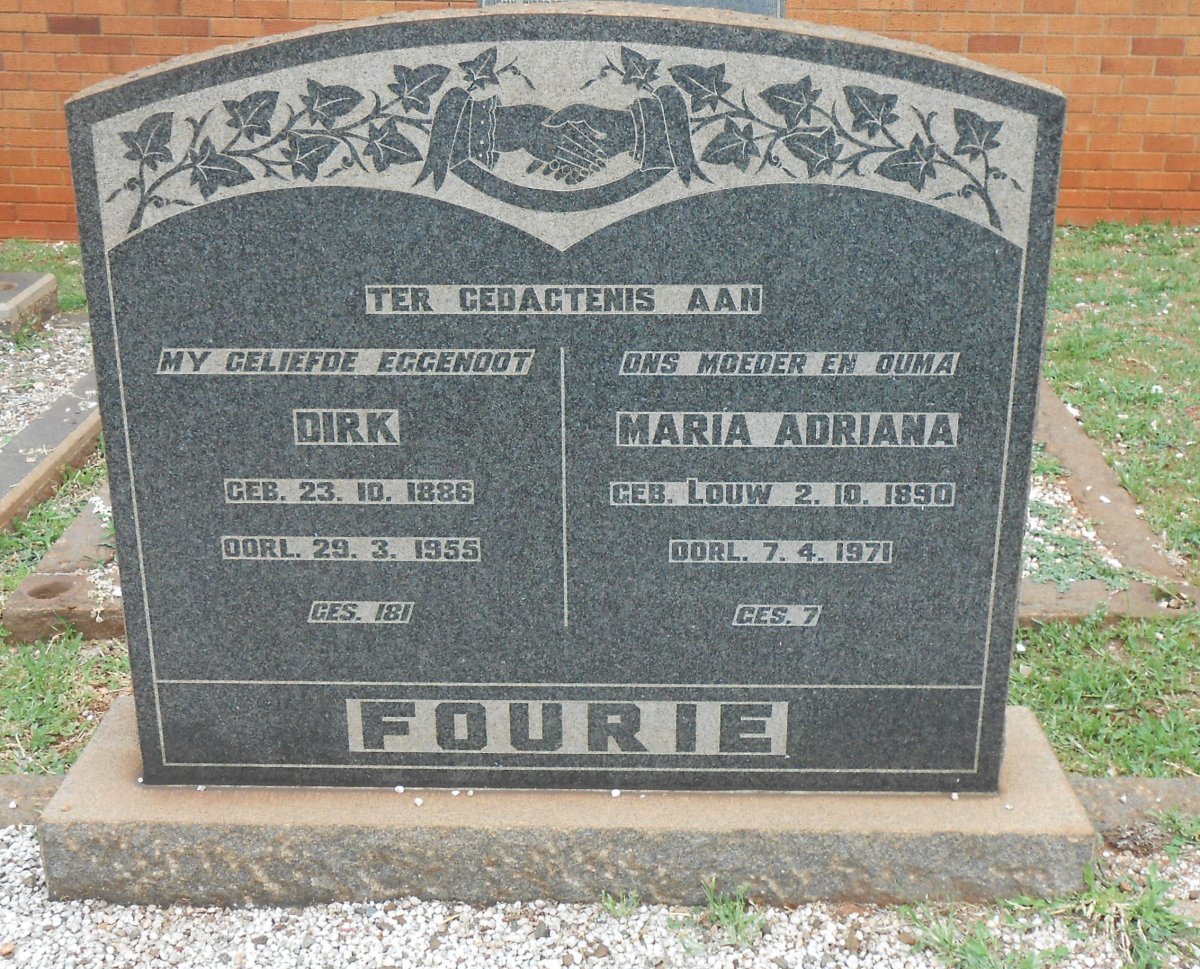 TER GEDAGTENIS AAN
MY GELIEFDE EGGENOOT
DIRK
GEB. 23. 10. 1886
OORL. 29. 3. 1955
GES. 181
ONS MOEDER EN OUMA
MARIA ADRIANA
GEB. LOUW 2. 10. 1890
OORL. 7. 4. 1971
GES. 7
FOURIE